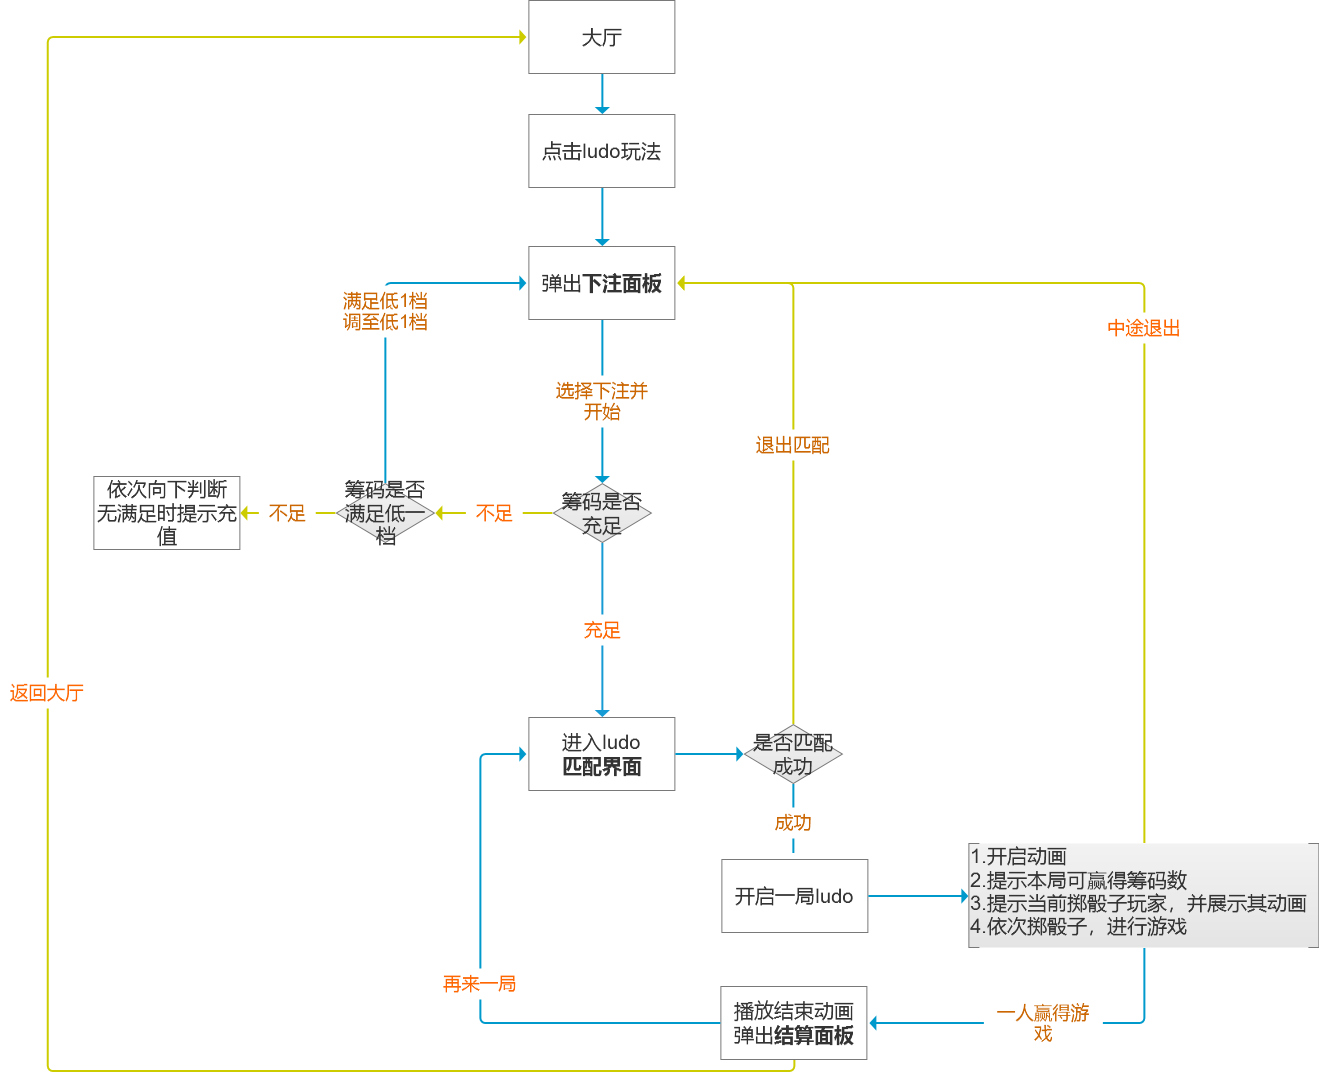 大厅
点击ludo玩法
弹出下注面板
满足低1档
调至低1档
中途退出
选择下注并
开始
退出匹配
依次向下判断
无满足时提示充
值
不足
筹码是否
满足低一
档
不足
筹码是否
充足
充足
返回大厅
进入ludo
匹配界面
是否匹配
成功
成功
开启一局ludo
1.开启动画
2.提示本局可赢得筹码数
3.提示当前掷骰子玩家，并展示其动画
4.依次掷骰子，进行游戏
再来一局
播放结束动画
弹出结算面板
一人赢得游
戏